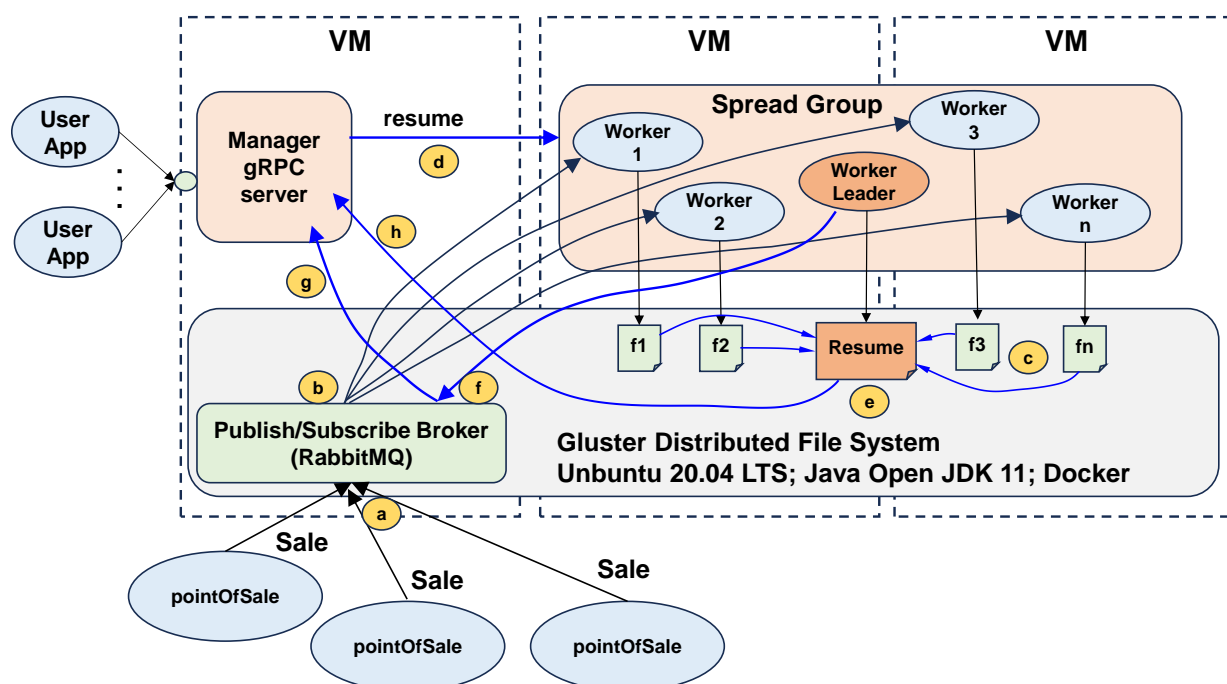 VM
VM
VM
User
App
User
App
Manager
gRPC
server
resume
d
h
g
Spread Group
Worker
1
Worker
2
Worker
3
Worker
Leader
Worker
n
f1
f2
Resume
f3
fn
c
e
b
f
Publish/Subscribe Broker
(RabbitMQ)
Gluster Distributed File System
Unbuntu 20.04 LTS; Java Open JDK 11; Docker
a
Sale
Sale
Sale
pointOfSale
pointOfSale
pointOfSale